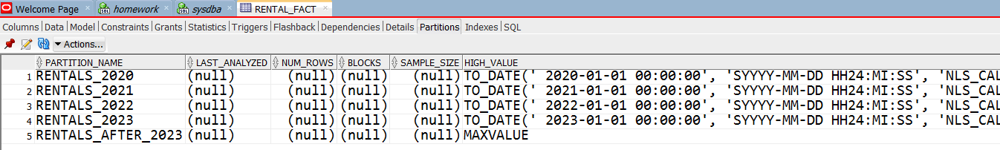 Welcome Page × homework × sysdba × RENTAL_FACT ×
Columns Data Model Constraints Grants Statistics Triggers Flashback Dependencies Details Partitions Indexes SQL
Actions...
PARTITION_NAME LAST_ANALYZED NUM_ROWS BLOCKS SAMPLE_SIZE HIGH_VALUE
1 RENTALS_2020 (null) (null) (null) (null) TO_DATE(' 2020-01-01 00:00:00', 'SYYYY-MM-DD HH24:MI:SS', 'NLS_CAL
2 RENTALS_2021 (null) (null) (null) (null) TO_DATE(' 2021-01-01 00:00:00', 'SYYYY-MM-DD HH24:MI:SS', 'NLS_CAL
3 RENTALS_2022 (null) (null) (null) (null) TO_DATE(' 2022-01-01 00:00:00', 'SYYYY-MM-DD HH24:MI:SS', 'NLS_CAL
4 RENTALS_2023 (null) (null) (null) (null) TO_DATE(' 2023-01-01 00:00:00', 'SYYYY-MM-DD HH24:MI:SS', 'NLS_CAL
5 RENTALS_AFTER_2023 (null) (null) (null) (null) MAXVALUE